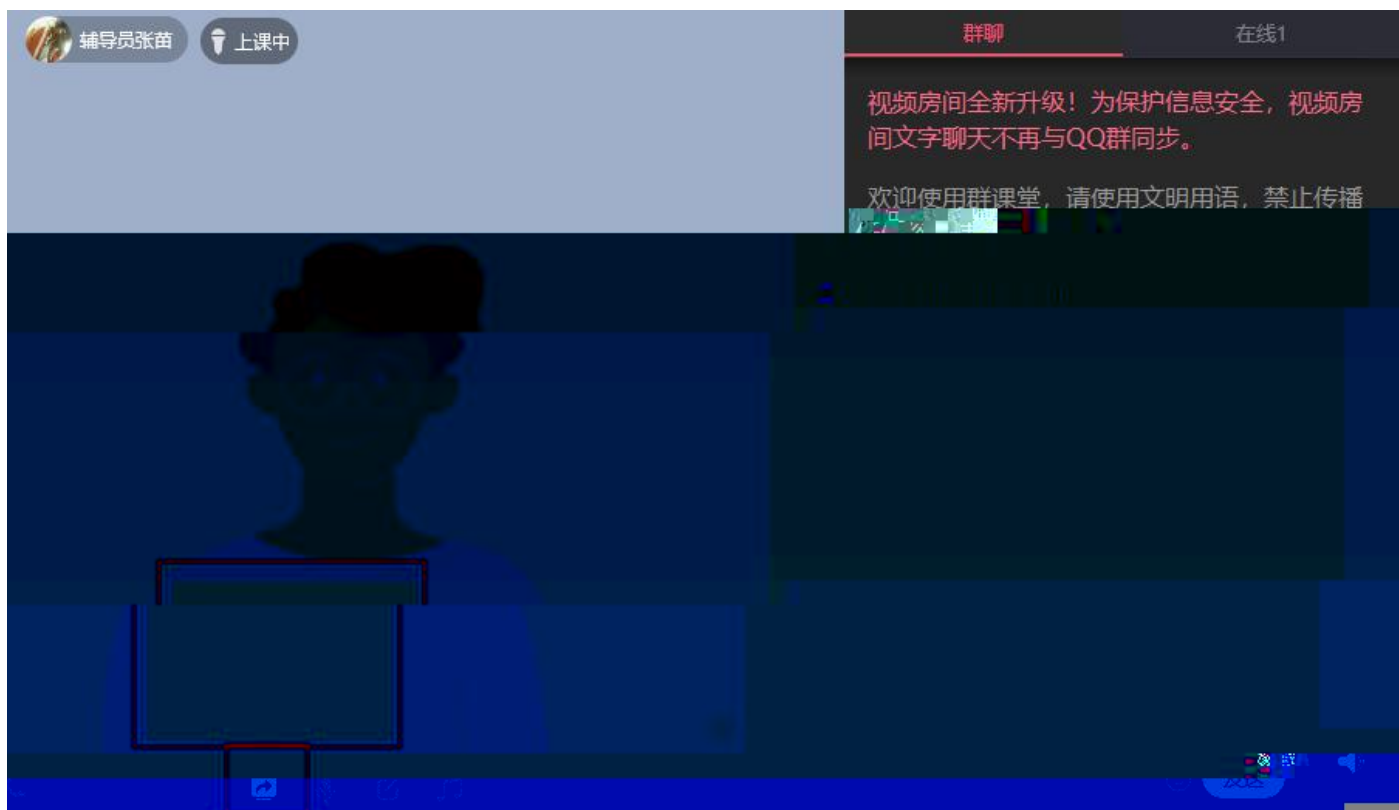 辅导员张苗
上课中
群聊
在线1
视频房间全新升级！为保护信息安全，视频房
间文字聊天不再与QQ群同步。
欢迎使用群课堂，请使用文明用语，禁止传播